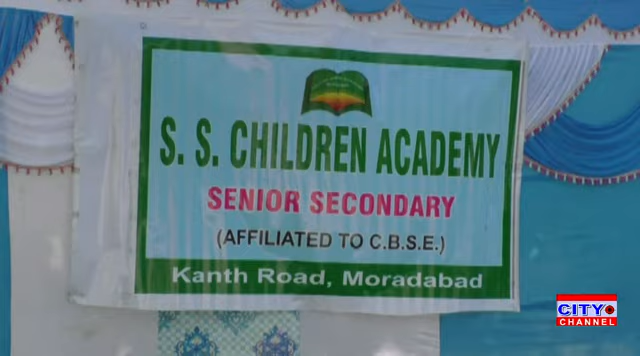 S. S. CHILDREN ACADEMY
SENIOR SECONDARY
(AFFILIATED TO C.B.S.E.)
Kanth Road, Moradabad
CITY
CHANNEL